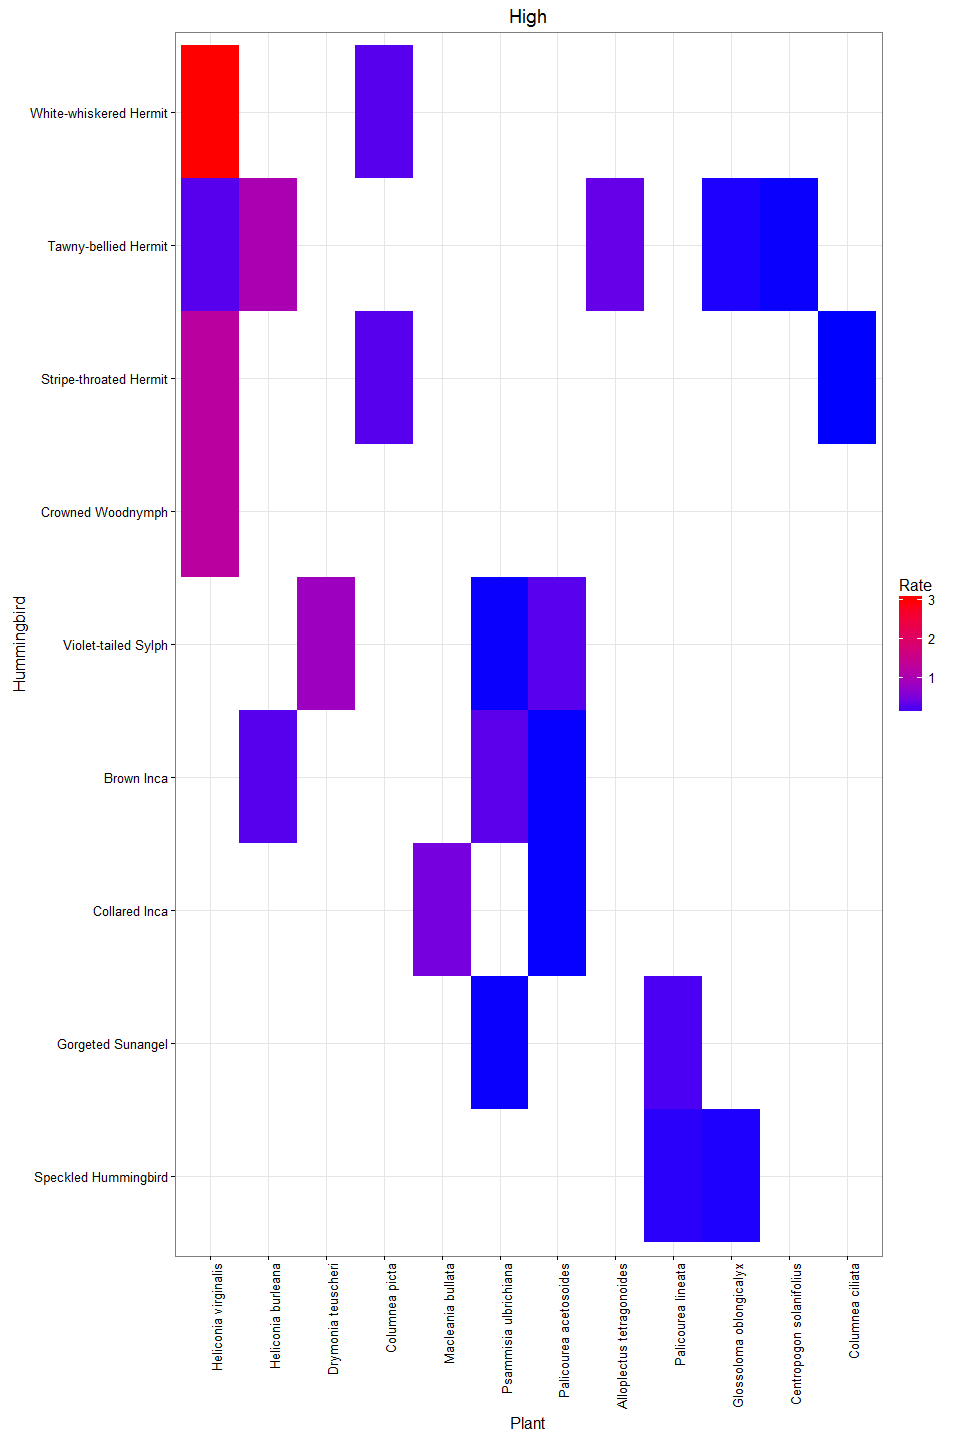 High
Hummingbird
White-whiskered Hermit
Tawny-bellied Hermit
Stripe-throated Hermit
Crowned Woodnymph
Violet-tailed Sylph
Brown Inca
Collared Inca
Gorgeted Sunangel
Speckled Hummingbird
Rate
3
2
1
Heliconia virginalis
Heliconia burleana
Drymonia teuscheri
Columnea picta
Macleania bullata
Psammisia ulbrichiana
Palicourea acetosoides
Alloplectus tetragonoides
Palicourea lineata
Glossoloma oblongicalyx
Centropogon solanifolius
Columnea ciliata
Plant